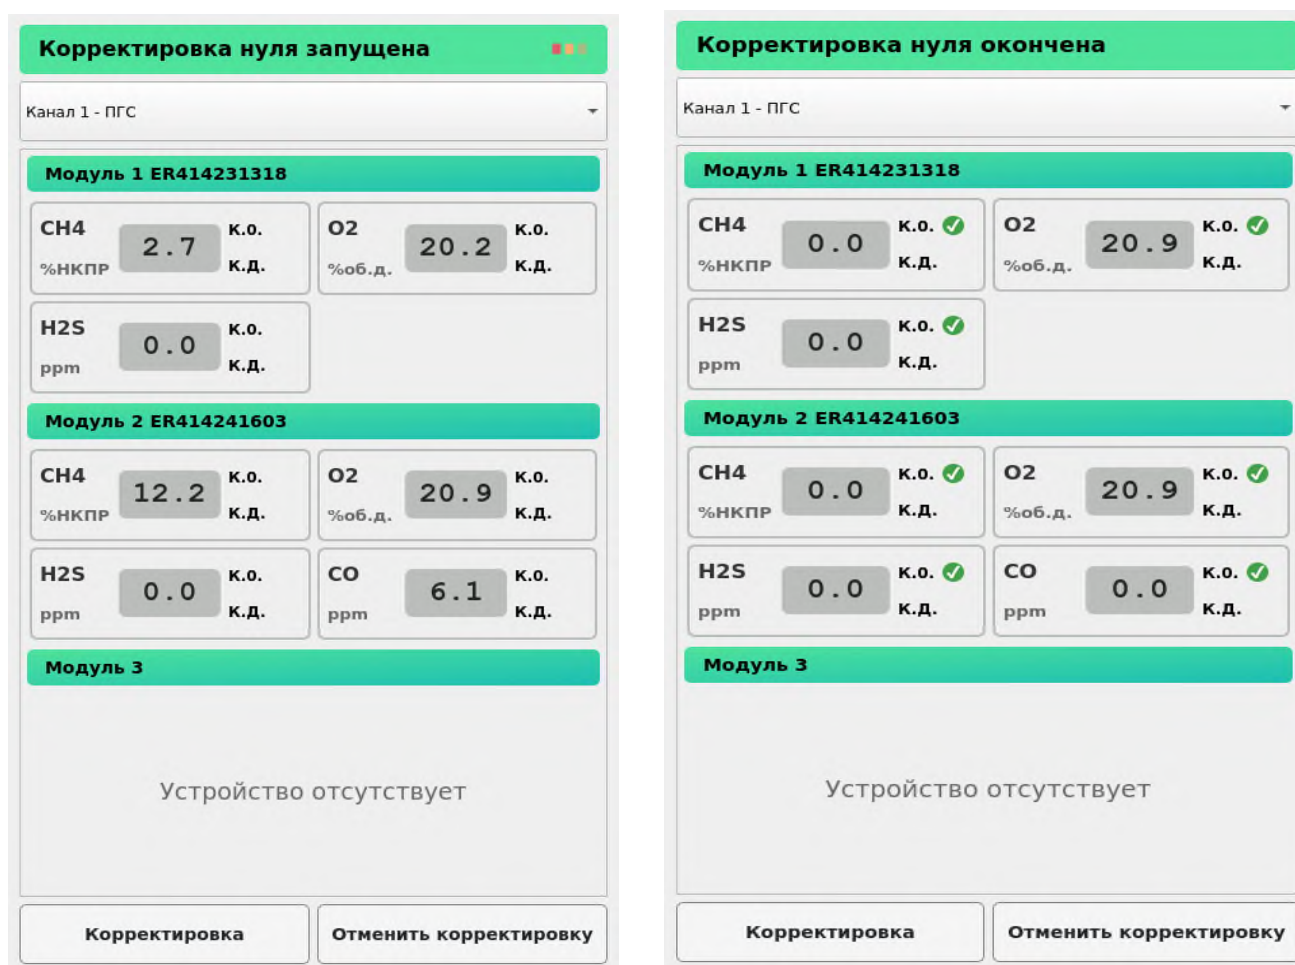 Корректировка нуля запущена
Канал 1 - ПГС
Модуль 1 ER414231318
CH4 2.7 К.О.
%НКПР К.Д.
O2 20.2 К.О.
%об.д. К.Д.
H2S 0.0 К.О.
ppm К.Д.
Модуль 2 ER414241603
CH4 12.2 К.О.
%НКПР К.Д.
O2 20.9 К.О.
%об.д. К.Д.
H2S 0.0 К.О.
ppm К.Д.
CO 6.1 К.О.
ppm К.Д.
Модуль 3
Устройство отсутствует
Корректировка
Отменить корректировку
Корректировка нуля окончена
Канал 1 - ПГС
Модуль 1 ER414231318
CH4 0.0 К.О.
%НКПР К.Д.
O2 20.9 К.О.
%об.д. К.Д.
H2S 0.0 К.О.
ppm К.Д.
Модуль 2 ER414241603
CH4 0.0 К.О.
%НКПР К.Д.
O2 20.9 К.О.
%об.д. К.Д.
H2S 0.0 К.О.
ppm К.Д.
CO 0.0 К.О.
ppm К.Д.
Модуль 3
Устройство отсутствует
Корректировка
Отменить корректировку